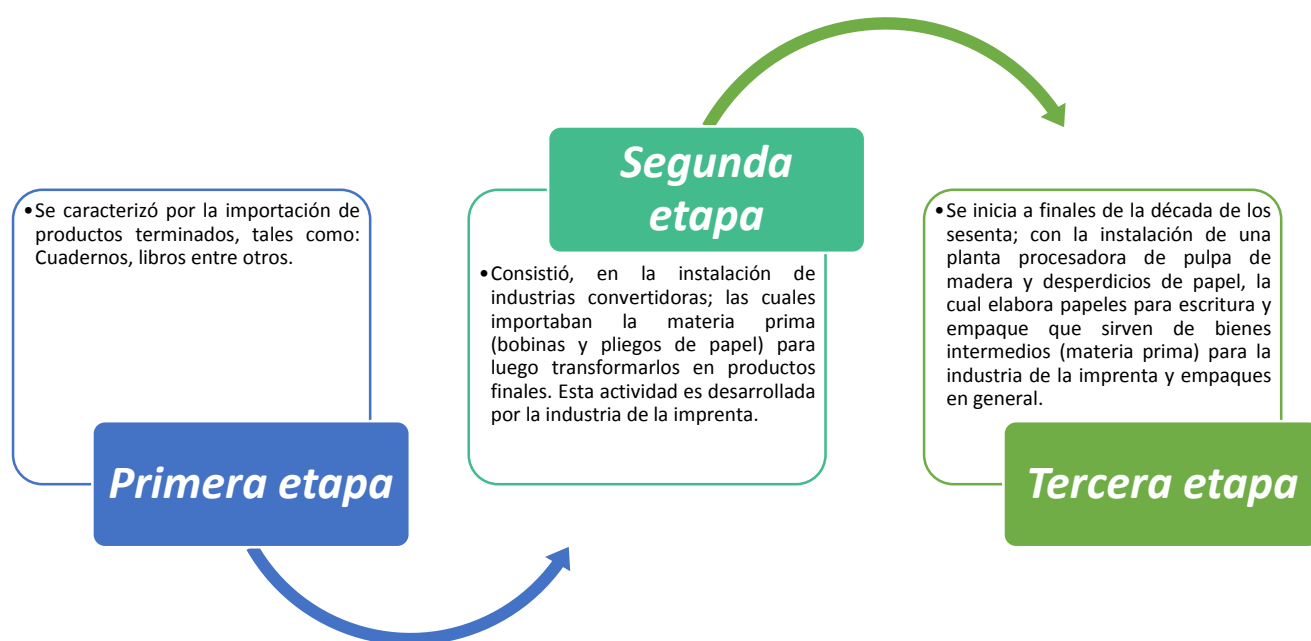 Primera etapa
•Se caracterizó por la importación de
productos terminados, tales como:
Cuadernos, libros entre otros.
Segunda
etapa
•Consistió, en la instalación de
industrias convertidoras; las cuales
importaban la materia prima
(bobinas y pliegos de papel) para
luego transformarlos en productos
finales. Esta actividad es desarrollada
por la industria de la imprenta.
Tercera etapa
•Se inicia a finales de la década de los
sesenta; con la instalación de una
planta procesadora de pulpa de
madera y desperdicios de papel, la
cual elabora papeles para escritura y
empaque que sirven de bienes
intermedios (materia prima) para la
industria de la imprenta y empaques
en general.